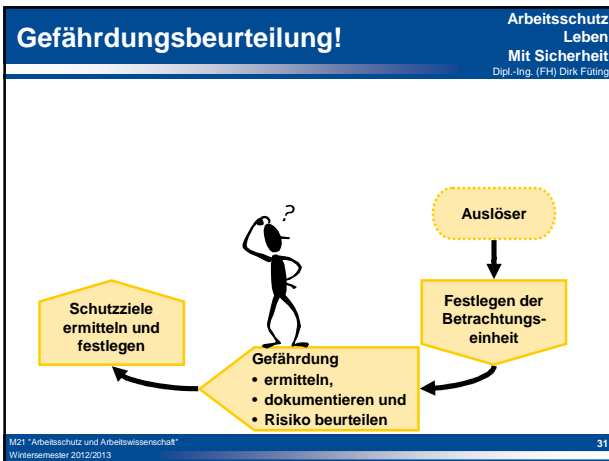 Gefährdungsbeurteilung!
Arbeitsschutz
Leben
Mit Sicherheit
Dipl.-Ing. (FH) Dirk Füting
?
Auslöser
Festlegen der
Betrachtungs-
einheit
Gefährdung
• ermitteln,
• dokumentieren und
• Risiko beurteilen
Schutzziele
ermitteln und
festlegen
M21 "Arbeitsschutz und Arbeitswissenschaft"
Wintersemester 2012/2013
31